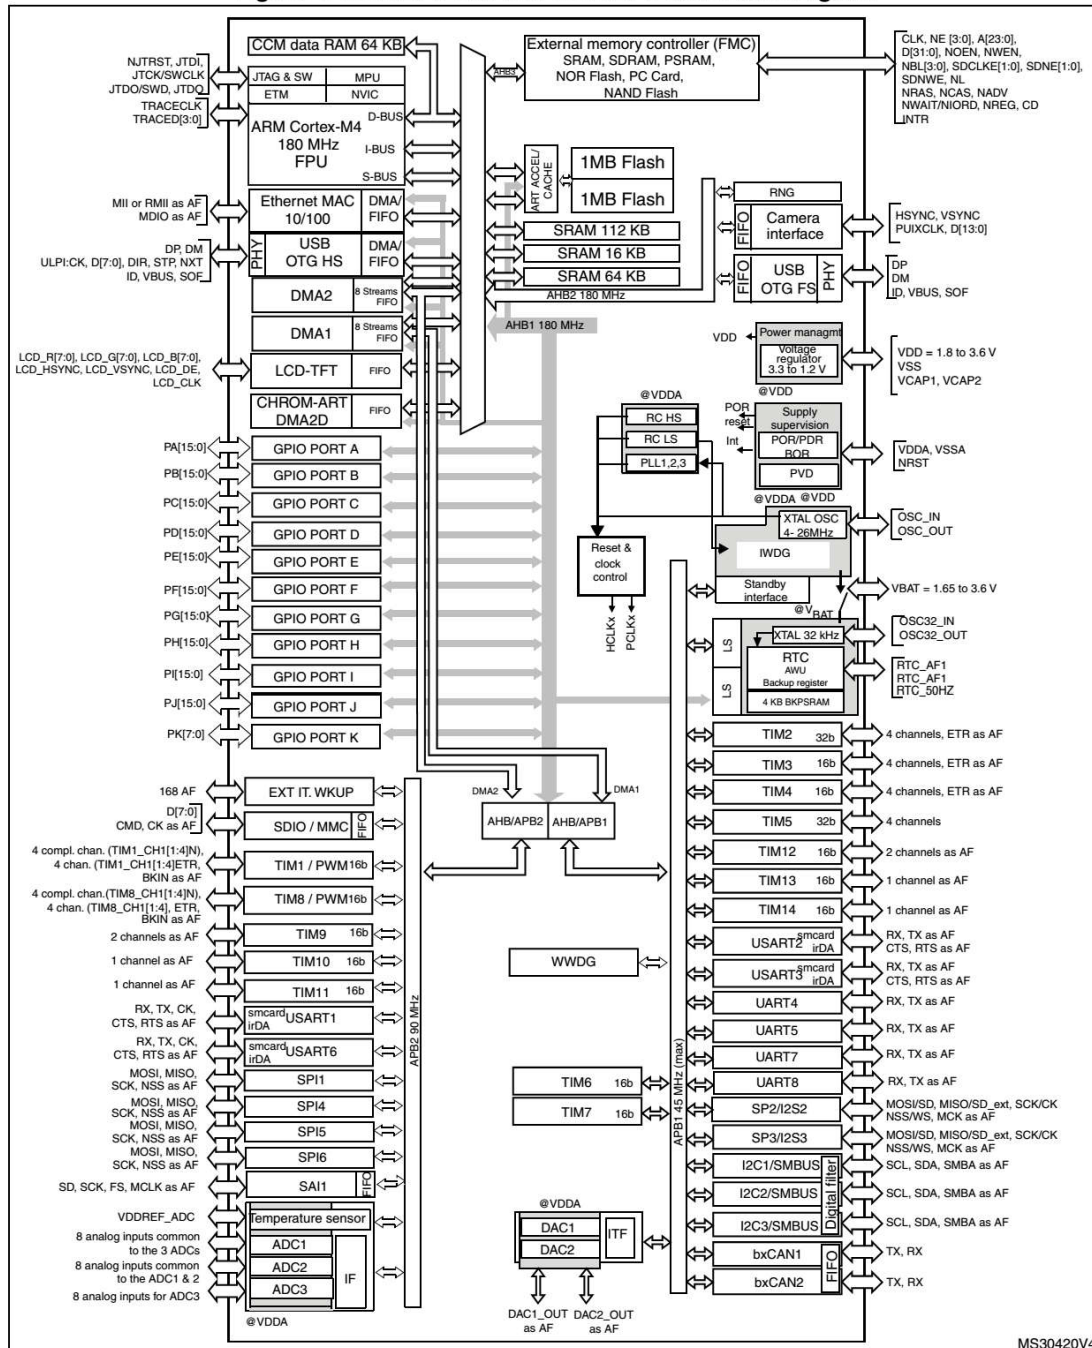 CCM data RAM 64 KB
NJTRST, JTDI,
JTCK/SWCLK
JTDO/SWD, JTDO
TRACECLK
TRACED[3:0]
JTAG & SW
MPU
ETM
NVIC
ARM Cortex-M4
180 MHz
FPU
D-BUS
I-BUS
S-BUS
AHB3
External memory controller (FMC)
SRAM, SDRAM, PSRAM,
NOR Flash, PC Card,
NAND Flash
CLK, NE [3:0], A[23:0],
D[31:0], NOEN, NWEN,
NBL[3:0], SDCLKE[1:0], SDNE[1:0],
SDNWE, NL
NRAS, NCAS, NADV
NWAIT/NIORD, NREG, CD
INTR
ART ACCEL/
CACHE
1MB Flash
1MB Flash
SRAM 112 KB
SRAM 16 KB
SRAM 64 KB
AHB2 180 MHz
AHB1 180 MHz
MII or RMII as AF
MDIO as AF
Ethernet MAC
10/100
DMA/
FIFO
DP, DM
ULPI:CK, D[7:0], DIR, STP, NXT
ID, VBUS, SOF
PHY
USB
OTG HS
DMA/
FIFO
DMA2
8 Streams
FIFO
DMA1
8 Streams
FIFO
LCD_R[7:0], LCD_G[7:0], LCD_B[7:0],
LCD_HSYNC, LCD_VSYNC, LCD_DE,
LCD_CLK
LCD-TFT
FIFO
CHROM-ART
DMA2D
FIFO
RNG
FIFO
Camera
interface
HSYNC, VSYNC
PUIXCLK, D[13:0]
FIFO
USB
OTG FS
PHY
DP
DM
ID, VBUS, SOF
VDD
Power managmt
Voltage
regulator
3.3 to 1.2 V
@VDD
VDD = 1.8 to 3.6 V
VSS
VCAP1, VCAP2
@VDDA
RC HS
RC LS
PLL1,2,3
POR
reset
Int
Supply
supervision
POR/PDR
BOR
PVD
VDDA, VSSA
NRST
@VDDA
@VDD
XTAL OSC
4- 26MHz
OSC_IN
OSC_OUT
IWDG
Standby
interface
VBAT = 1.65 to 3.6 V
@VBAT
Reset &
clock
control
HCLKx
PCLKx
LS
LS
XTAL 32 kHz
OSC32_IN
OSC32_OUT
RTC
AWU
Backup register
4 KB BKPSRAM
RTC_AF1
RTC_AF1
RTC_50HZ
PA[15:0]
GPIO PORT A
PB[15:0]
GPIO PORT B
PC[15:0]
GPIO PORT C
PD[15:0]
GPIO PORT D
PE[15:0]
GPIO PORT E
PF[15:0]
GPIO PORT F
PG[15:0]
GPIO PORT G
PH[15:0]
GPIO PORT H
PI[15:0]
GPIO PORT I
PJ[15:0]
GPIO PORT J
PK[7:0]
GPIO PORT K
DMA2
DMA1
AHB/APB2
AHB/APB1
168 AF
EXT IT. WKUP
D[7:0]
CMD, CK as AF
SDIO / MMC
FIFO
4 compl. chan. (TIM1_CH1[1:4]N),
4 chan. (TIM1_CH1[1:4]ETR,
BKIN as AF
TIM1 / PWM
16b
4 compl. chan.(TIM8_CH1[1:4]N),
4 chan. (TIM8_CH1[1:4], ETR,
BKIN as AF
TIM8 / PWM
16b
2 channels as AF
TIM9
16b
1 channel as AF
TIM10
16b
1 channel as AF
TIM11
16b
RX, TX, CK,
CTS, RTS as AF
smcard
irDA
USART1
RX, TX, CK,
CTS, RTS as AF
smcard
irDA
USART6
MOSI, MISO,
SCK, NSS as AF
SPI1
MOSI, MISO,
SCK, NSS as AF
SPI4
MOSI, MISO,
SCK, NSS as AF
SPI5
MOSI, MISO,
SCK, NSS as AF
SPI6
SD, SCK, FS, MCLK as AF
SAI1
FIFO
VDDREF_ADC
Temperature sensor
8 analog inputs common
to the 3 ADCs
8 analog inputs common
to the ADC1 & 2
8 analog inputs for ADC3
ADC1
ADC2
ADC3
IF
@VDDA
APB2 90 MHz
WWDG
TIM6
16b
TIM7
16b
@VDDA
DAC1
DAC2
ITF
DAC1_OUT
as AF
DAC2_OUT
as AF
APB1 45 MHz (max)
TIM2
32b
4 channels, ETR as AF
TIM3
16b
4 channels, ETR as AF
TIM4
16b
4 channels, ETR as AF
TIM5
32b
4 channels
TIM12
16b
2 channels as AF
TIM13
16b
1 channel as AF
TIM14
16b
1 channel as AF
USART2
smcard
irDA
RX, TX as AF
CTS, RTS as AF
USART3
smcard
irDA
RX, TX as AF
CTS, RTS as AF
UART4
RX, TX as AF
UART5
RX, TX as AF
UART7
RX, TX as AF
UART8
RX, TX as AF
SP2/I2S2
MOSI/SD, MISO/SD_ext, SCK/CK
NSS/WS, MCK as AF
SP3/I2S3
MOSI/SD, MISO/SD_ext, SCK/CK
NSS/WS, MCK as AF
I2C1/SMBUS
SCL, SDA, SMBA as AF
I2C2/SMBUS
SCL, SDA, SMBA as AF
I2C3/SMBUS
SCL, SDA, SMBA as AF
Digital filter
bxCAN1
TX, RX
bxCAN2
TX, RX
FIFO
MS30420V4